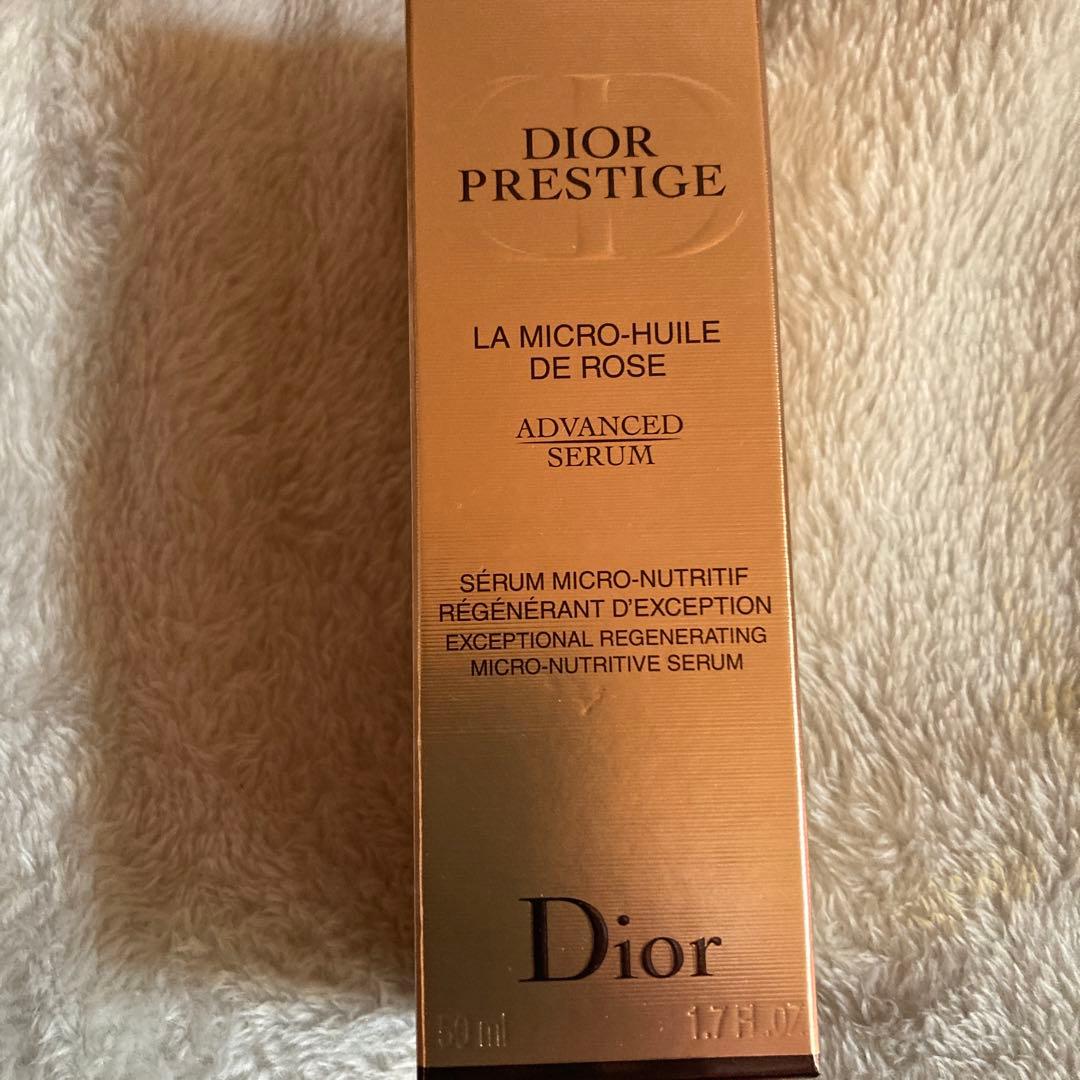 DIOR
PRESTIGE
LA MICRO-HUILE
DE ROSE
ADVANCED
SERUM
SÉRUM MICRO-NUTRITIF
RÉGÉNÉRANT D'EXCEPTION
EXCEPTIONAL REGENERATING
MICRO-NUTRITIVE SERUM
Dior
50 ml 1.7 FL.OZ